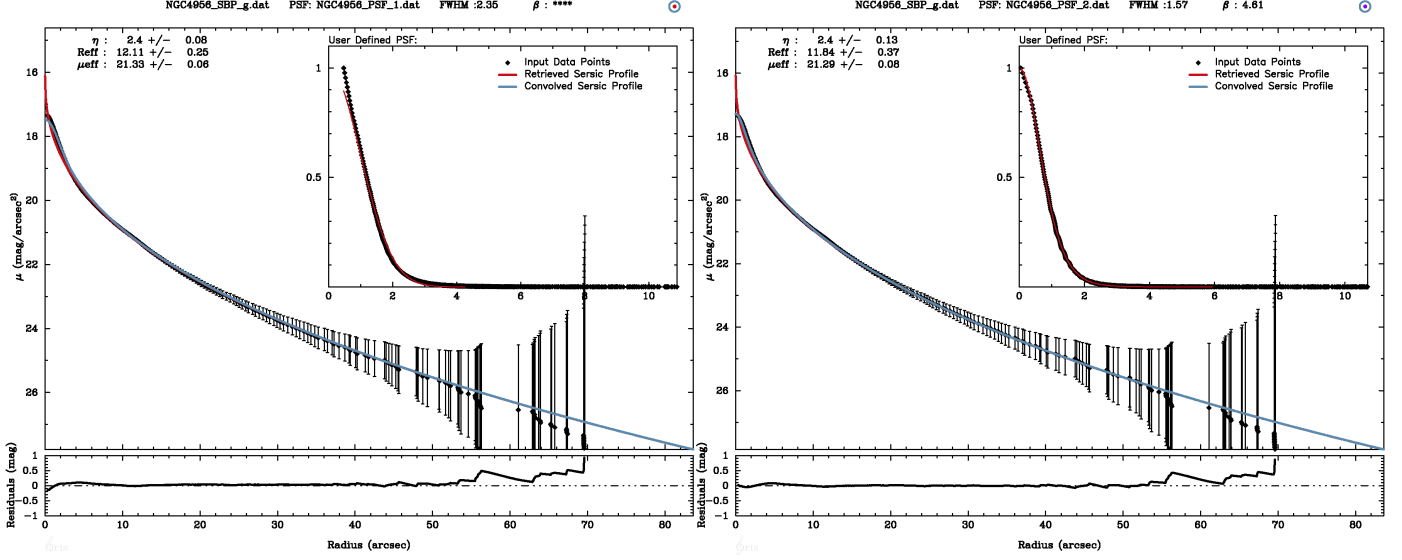 NGC4956_SBP_g.dat PSF: NGC4956_PSF_1.dat FWHM :2.35 β : ****
η : 2.4 +/- 0.08
Reff : 12.11 +/- 0.25
μeff : 21.33 +/- 0.06
User Defined PSF:
Input Data Points
Retrieved Sersic Profile
Convolved Sersic Profile
1
0.5
0 2 4 6 8 10
μ (mag/arcsec²)
16
18
20
22
24
26
Residuals (mag)
1
0.5
0
-0.5
-1
0 10 20 30 40 50 60 70 80
Radius (arcsec)
NGC4956_SBP_g.dat PSF: NGC4956_PSF_2.dat FWHM :1.57 β : 4.61
η : 2.4 +/- 0.13
Reff : 11.84 +/- 0.37
μeff : 21.29 +/- 0.08
User Defined PSF:
Input Data Points
Retrieved Sersic Profile
Convolved Sersic Profile
1
0.5
0 2 4 6 8 10
μ (mag/arcsec²)
16
18
20
22
24
26
Residuals (mag)
1
0.5
0
-0.5
-1
0 10 20 30 40 50 60 70 80
Radius (arcsec)